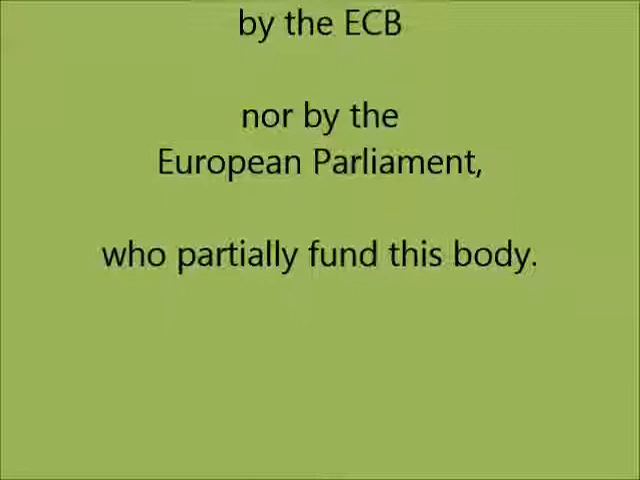 by the ECB
nor by the
European Parliament,
who partially fund this body.